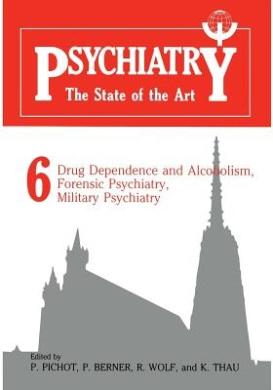 PSYCHIATRY
The State of the Art
6
Drug Dependence and Alcoholism,
Forensic Psychiatry,
Military Psychiatry
Edited by
P. PICHOT, P. BERNER, R. WOLF, and K. THAU